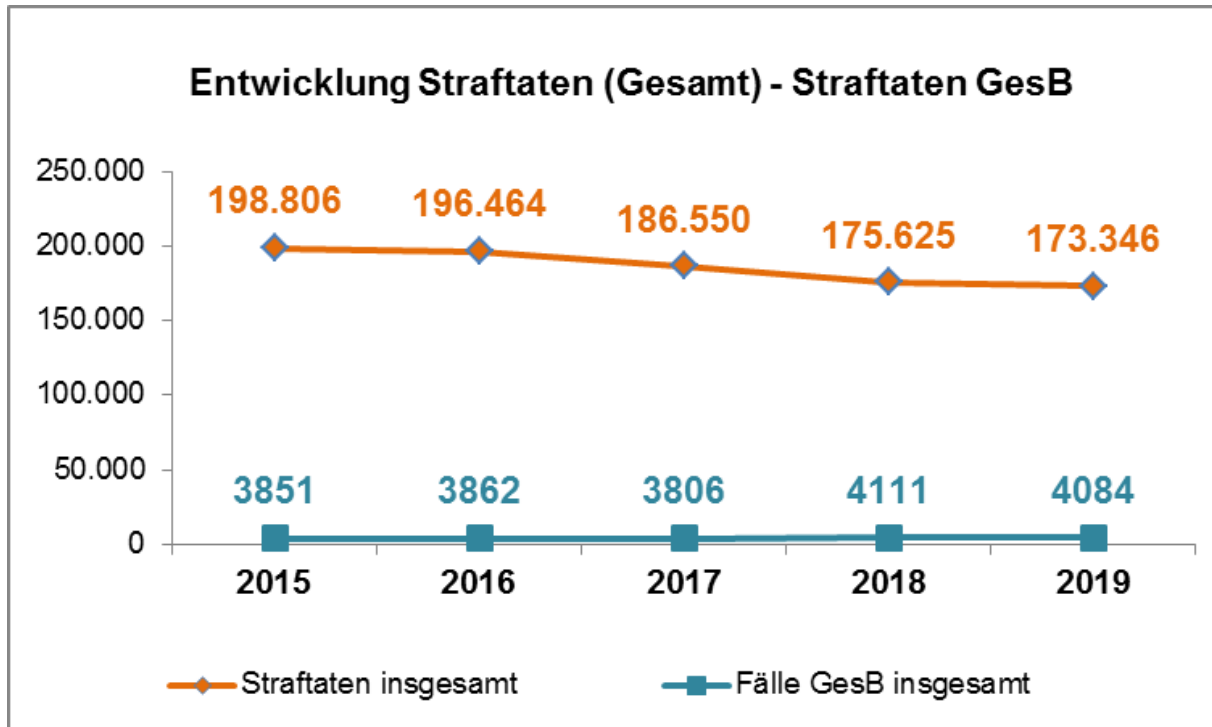 Entwicklung Straftaten (Gesamt) - Straftaten GesB
250.000
200.000
150.000
100.000
50.000
0
198.806 196.464 186.550 175.625 173.346
3851 3862 3806 4111 4084
2015 2016 2017 2018 2019
Straftaten insgesamt Fälle GesB insgesamt